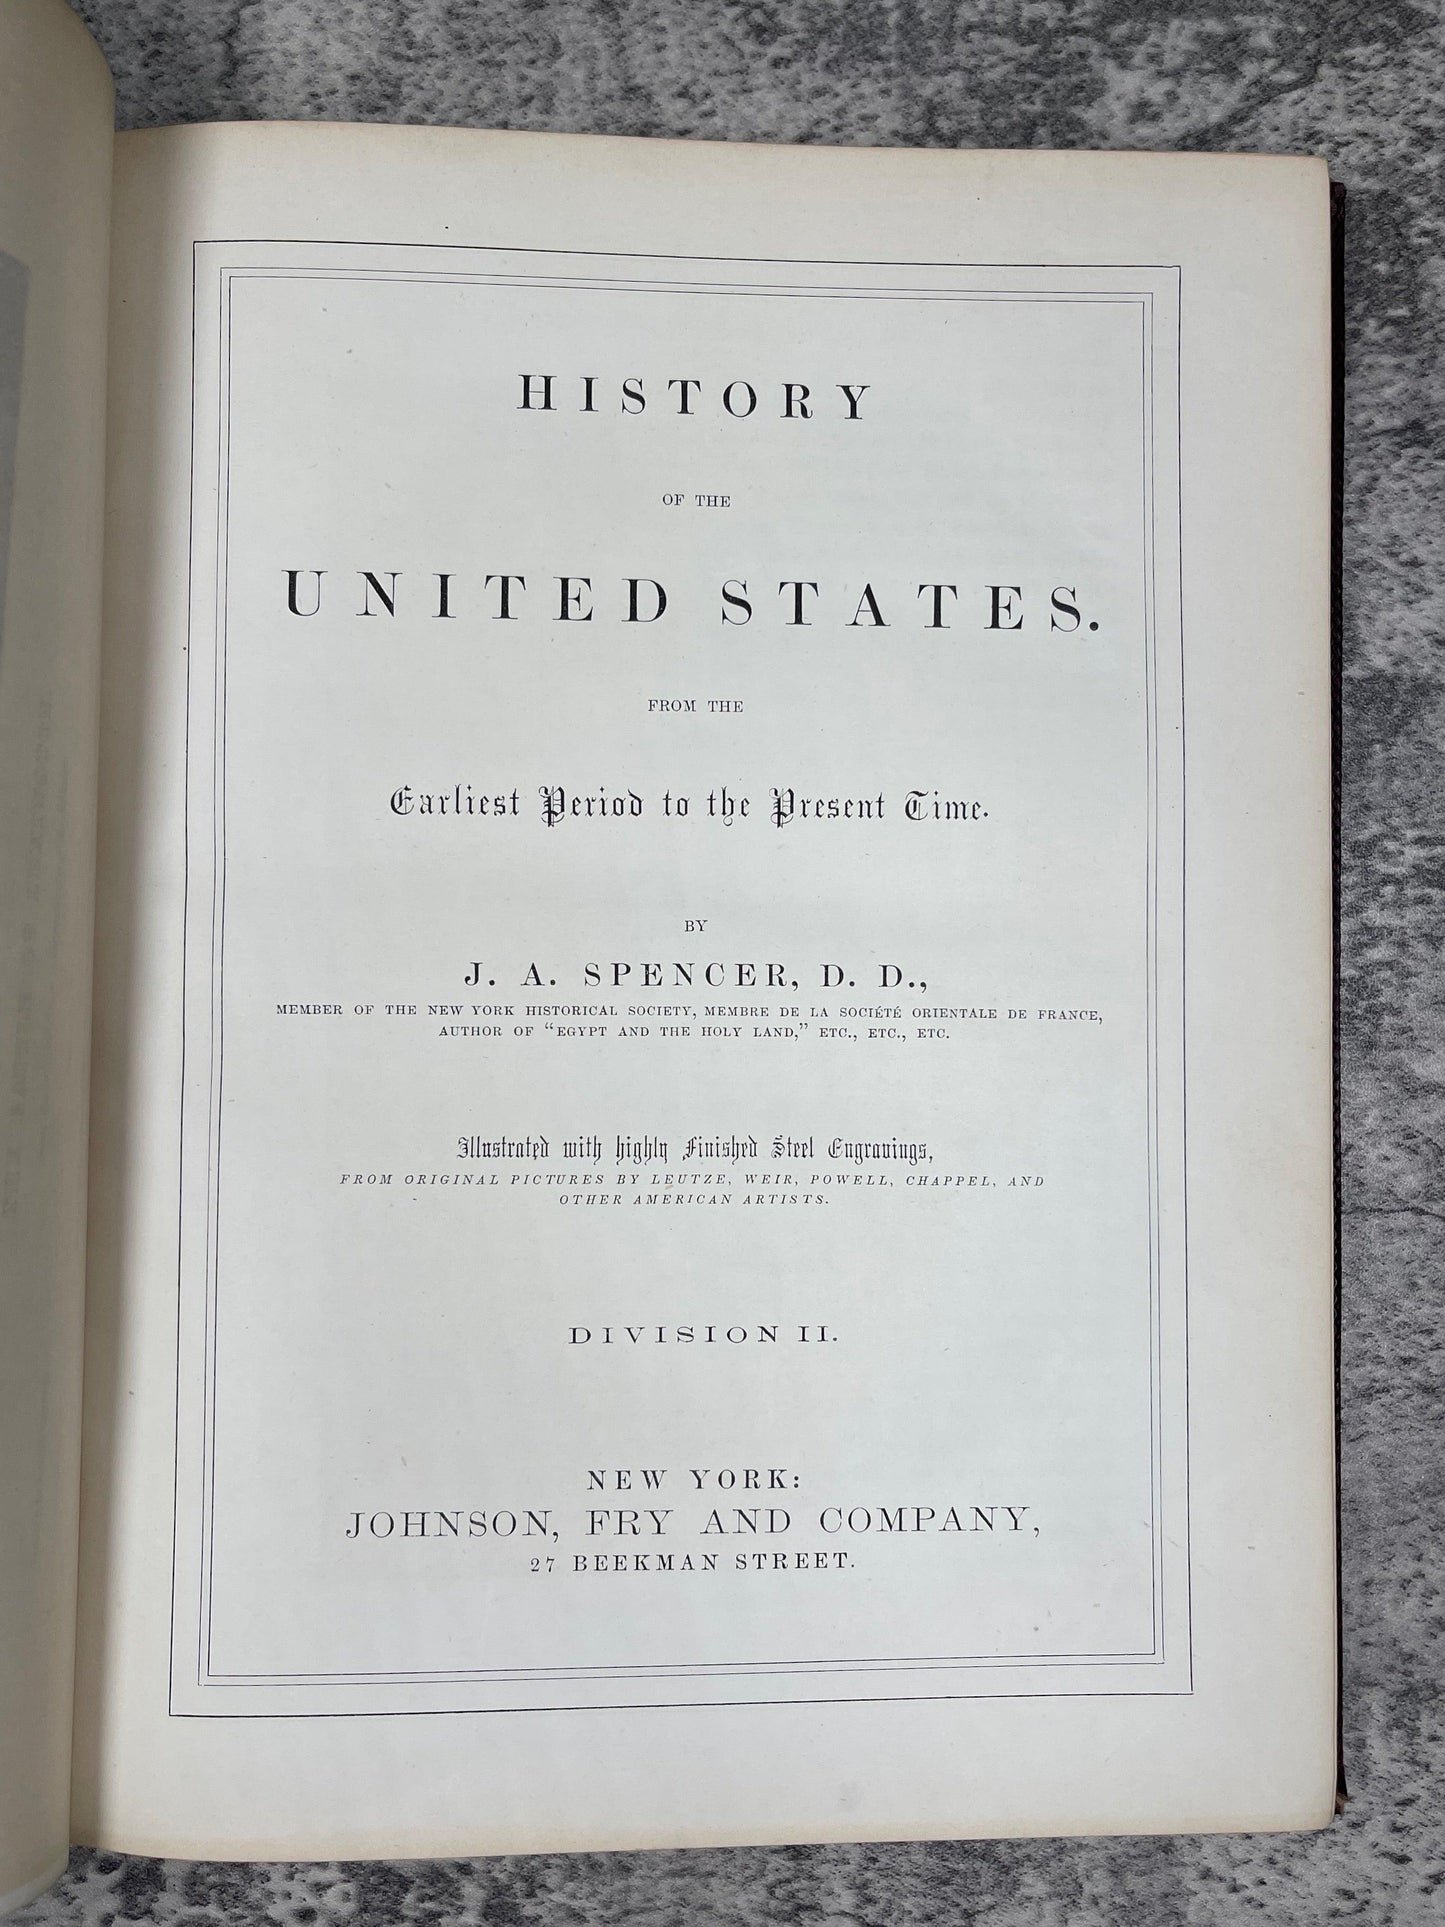 HISTORY
OF THE
UNITED STATES.
FROM THE
Earliest Period to the Present Time.
BY
J. A. SPENCER, D. D.,
MEMBER OF THE NEW YORK HISTORICAL SOCIETY, MEMBRE DE LA SOCIÉTÉ ORIENTALE DE FRANCE,
AUTHOR OF “EGYPT AND THE HOLY LAND,” ETC., ETC., ETC.
Illustrated with highly Finished Steel Engravings,
FROM ORIGINAL PICTURES BY LEUTZE, WEIR, POWELL, CHAPPEL, AND
OTHER AMERICAN ARTISTS.
DIVISION II.
NEW YORK:
JOHNSON, FRY AND COMPANY,
27 BEEKMAN STREET.